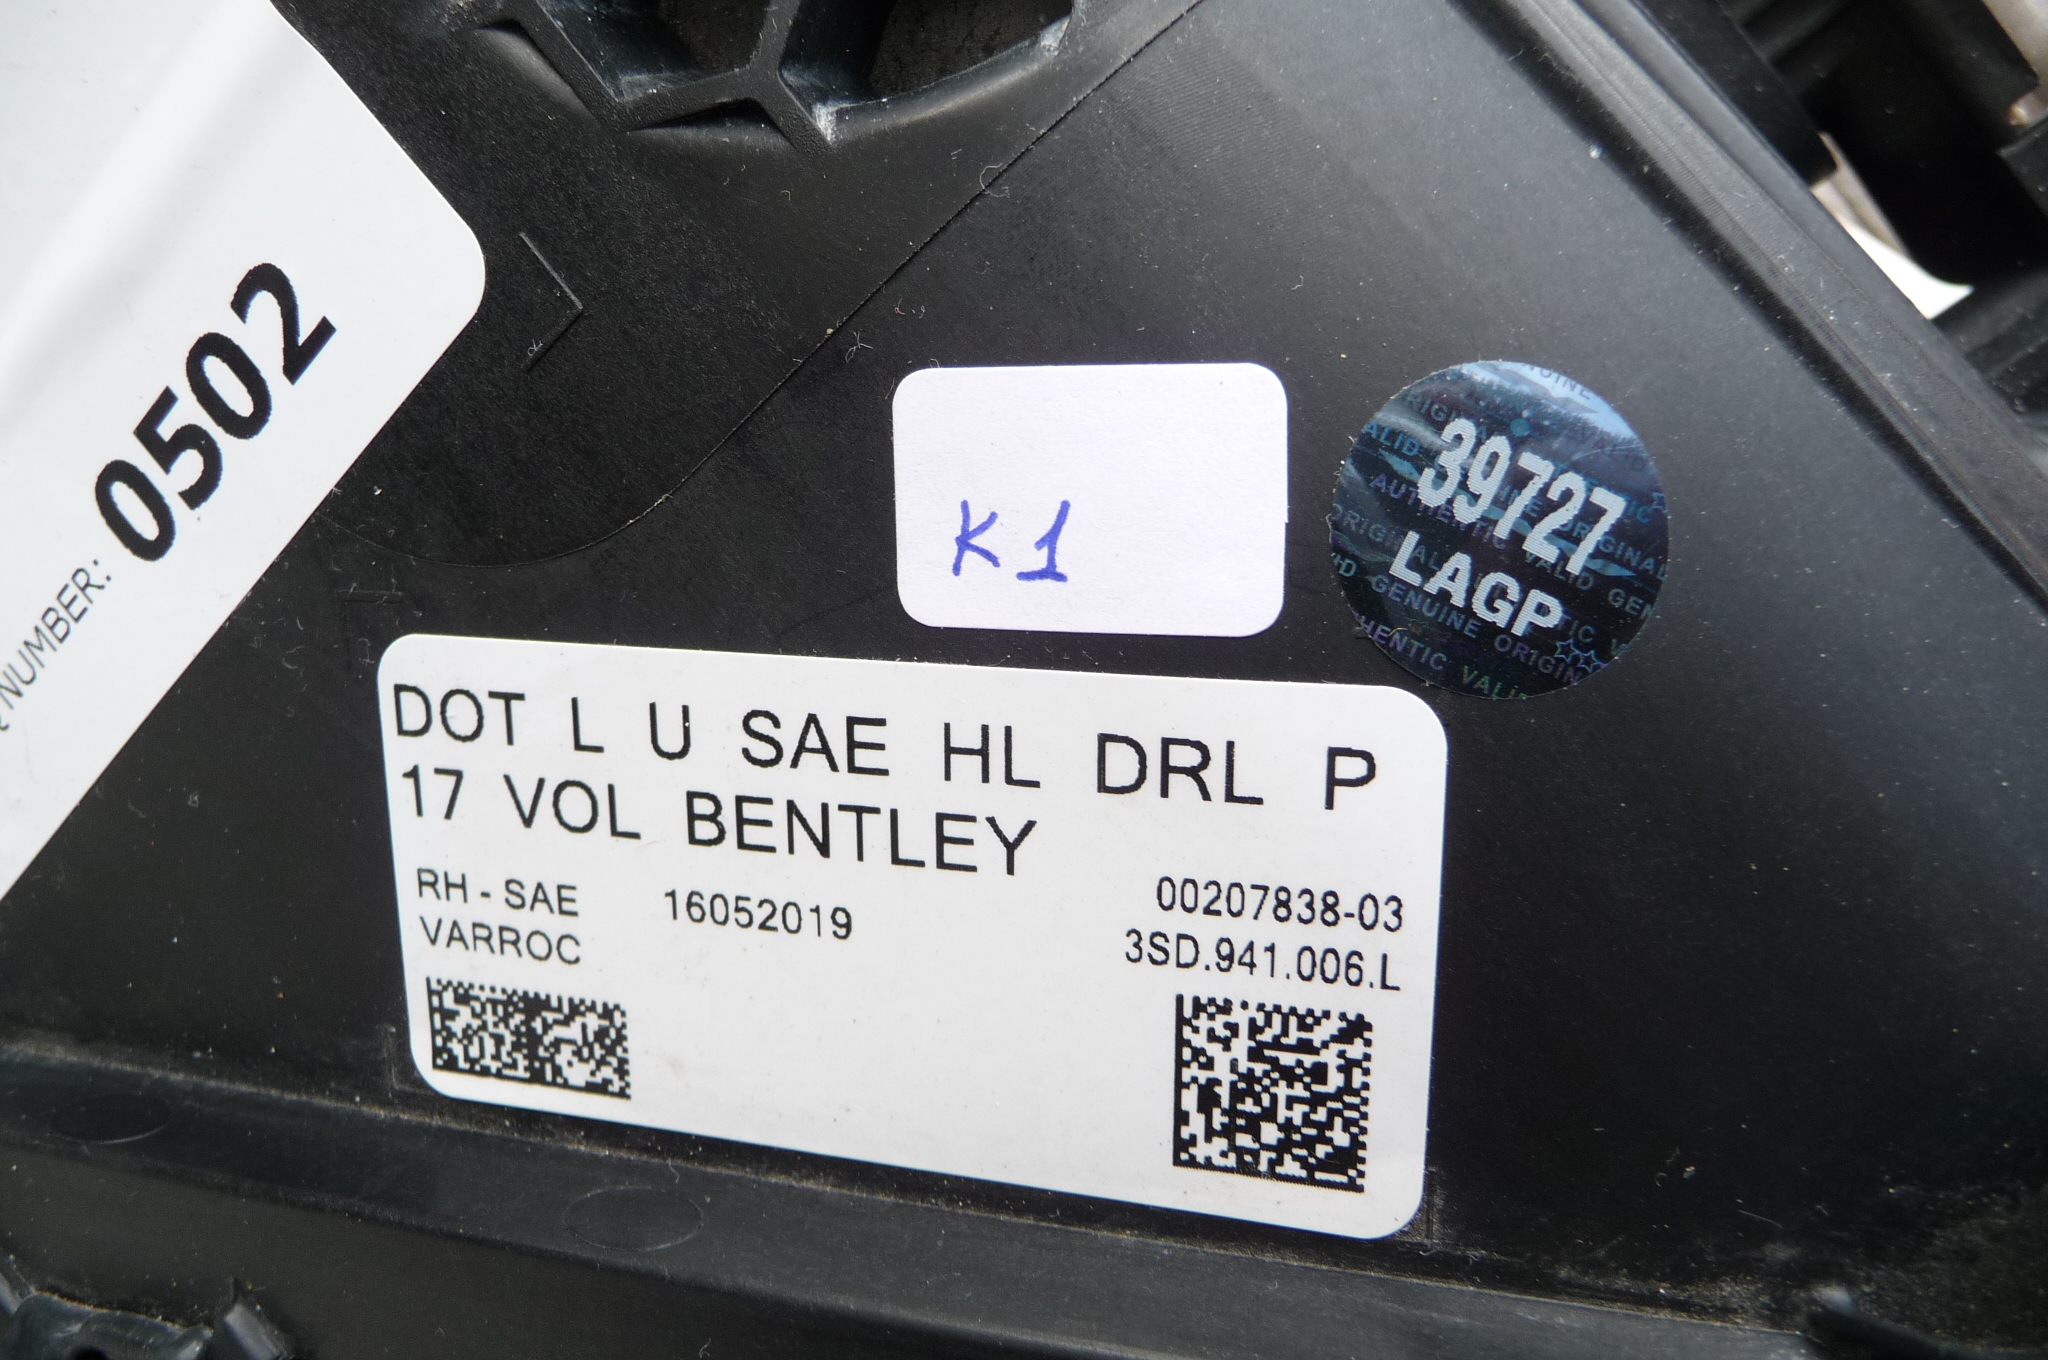 NUMBER: 0502
K1
39727
LAGP
DOT L U SAE HL DRL P
17 VOL BENTLEY
RH - SAE 16052019 00207838-03
VARROC 3SD.941.006.L